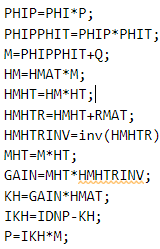 PHIP=PHI*P;
PHIPPHIT=PHIP*PHIT;
M=PHIPPHIT+Q;
HM=HMAT*M;
HMHT=HM*HT;
HMHTR=HMHT+RMAT;
HMHTRINV=inv(HMHTR)
MHT=M*HT;
GAIN=MHT*HMHTRINV;
KH=GAIN*HMAT;
IKH=IDNP-KH;
P=IKH*M;